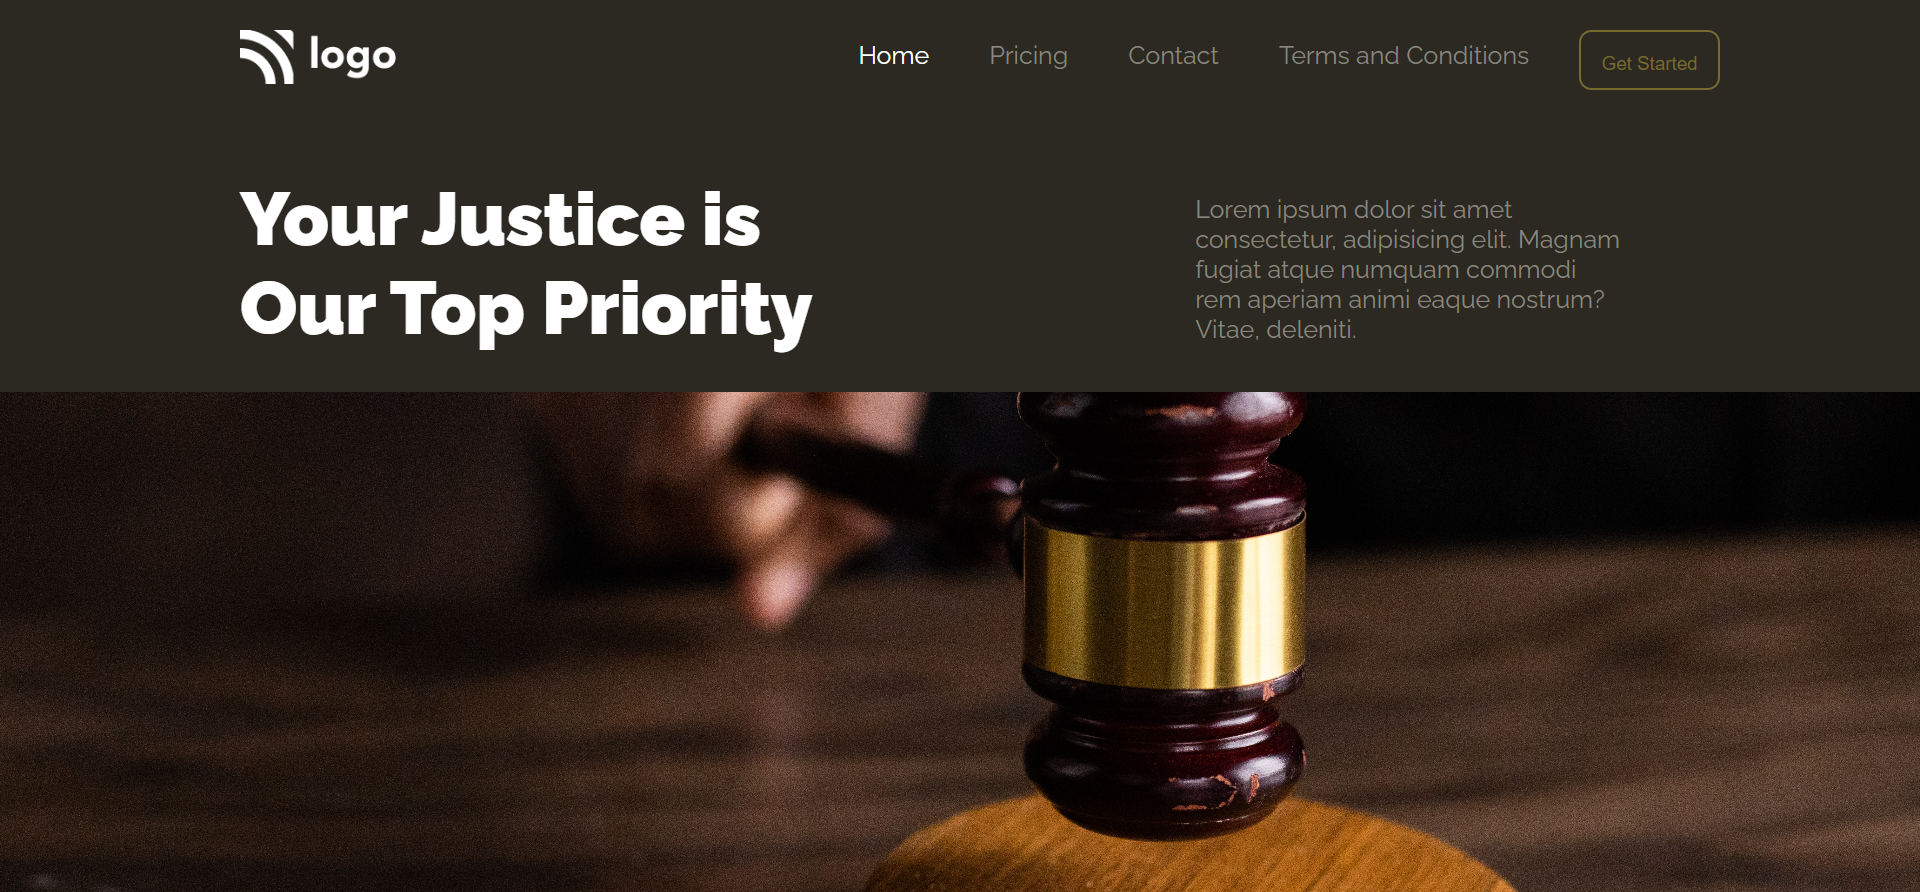 logo
Home
Pricing
Contact
Terms and Conditions
Get Started
Your Justice is
Our Top Priority
Lorem ipsum dolor sit amet
consectetur, adipisicing elit. Magnam
fugiat atque numquam commodi
rem aperiam animi eaque nostrum?
Vitae, deleniti.